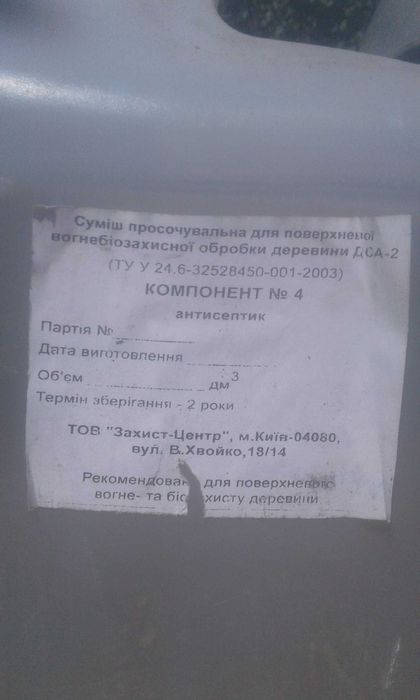 Суміш просочувальна для поверхневої
вогнебіозахисної обробки деревини ДСА-2
(ТУ У 24.6-32528450-001-2003)
КОМПОНЕНТ № 4
антисептик
Партія №
Дата виготовлення
Об'єм дм3
Термін зберігання - 2 роки
ТОВ "Захист-Центр", м.Київ-04080,
вул. В.Хвойко,18/14
для поверхневого
вогне- та деревини